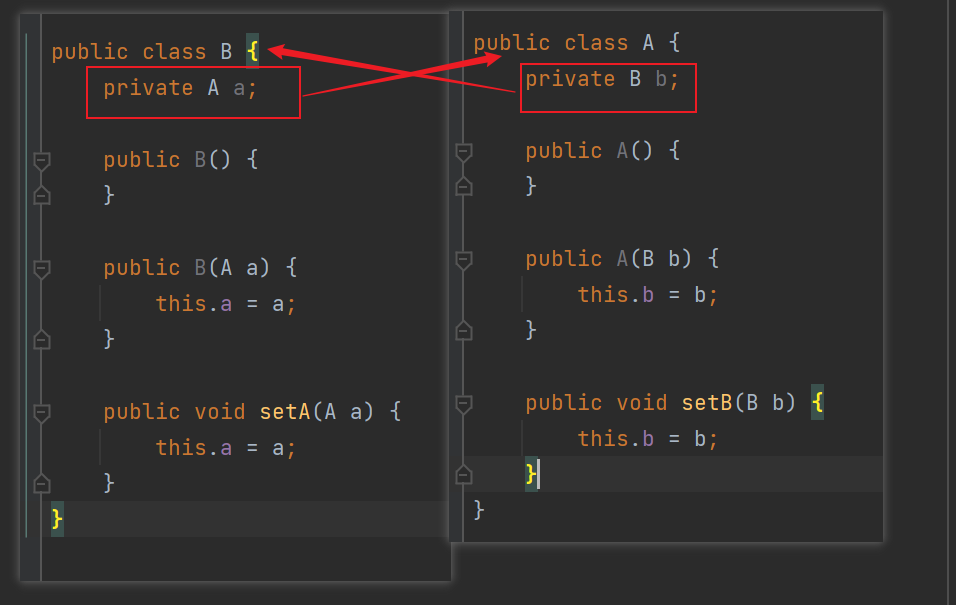 public class B {
    private A a;
    public B() {
    }
    public B(A a) {
        this.a = a;
    }
    public void setA(A a) {
        this.a = a;
    }
}
public class A {
    private B b;
    public A() {
    }
    public A(B b) {
        this.b = b;
    }
    public void setB(B b) {
        this.b = b;
    }
}